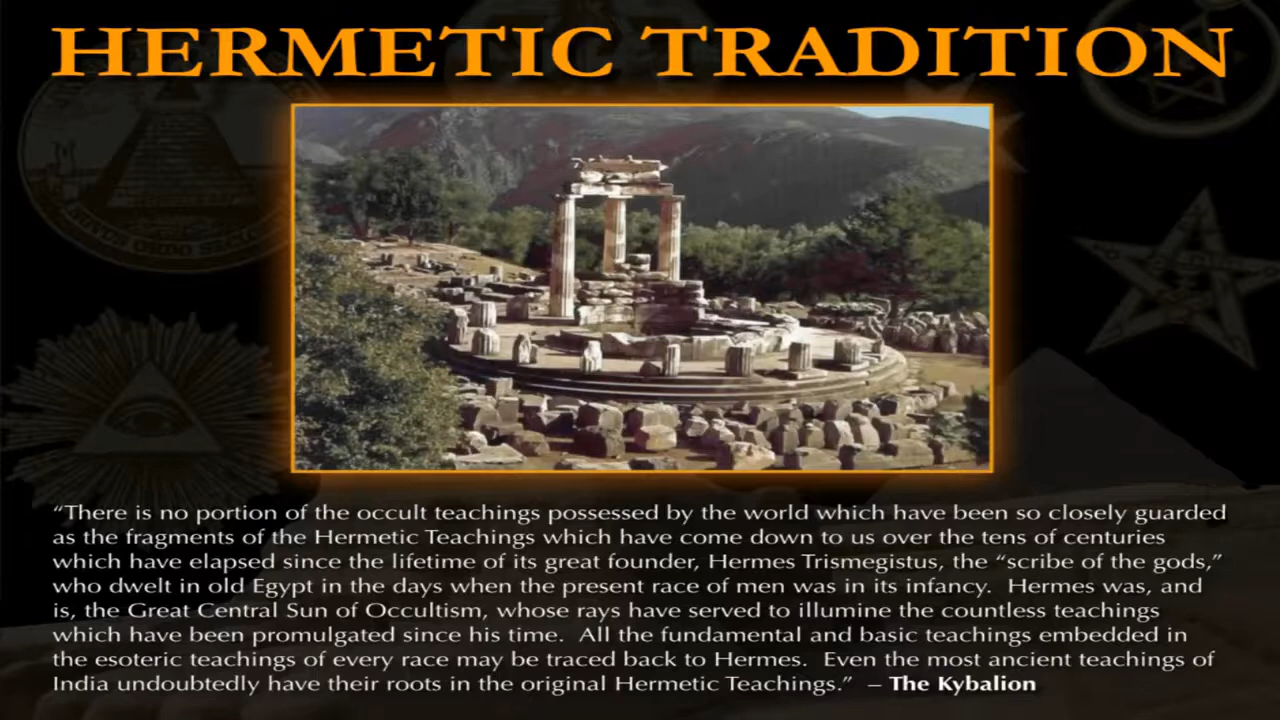 HERMETIC TRADITION
“There is no portion of the occult teachings possessed by the world which have been so closely guarded
as the fragments of the Hermetic Teachings which have come down to us over the tens of centuries
which have elapsed since the lifetime of its great founder, Hermes Trismegistus, the “scribe of the gods,”
who dwelt in old Egypt in the days when the present race of men was in its infancy.  Hermes was, and
is, the Great Central Sun of Occultism, whose rays have served to illumine the countless teachings
which have been promulgated since his time.  All the fundamental and basic teachings embedded in
the esoteric teachings of every race may be traced back to Hermes.  Even the most ancient teachings of
India undoubtedly have their roots in the original Hermetic Teachings.”  – The Kybalion